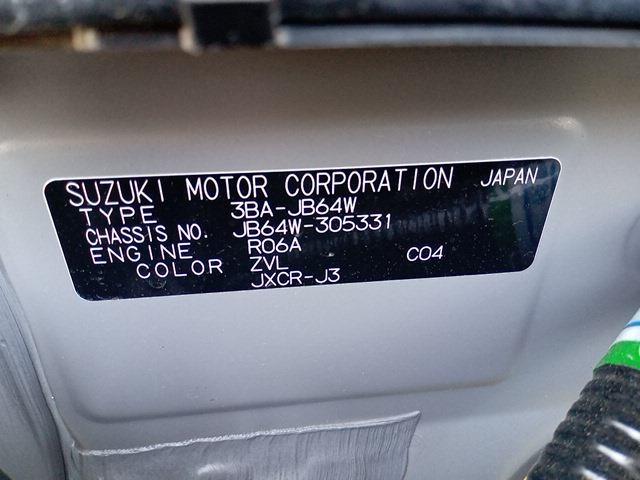 SUZUKI MOTOR CORPORATION JAPAN
TYPE 3BA-JB64W
CHASSIS NO. JB64W-305331
ENGINE R06A
COLOR ZVL C04
JXCR-J3